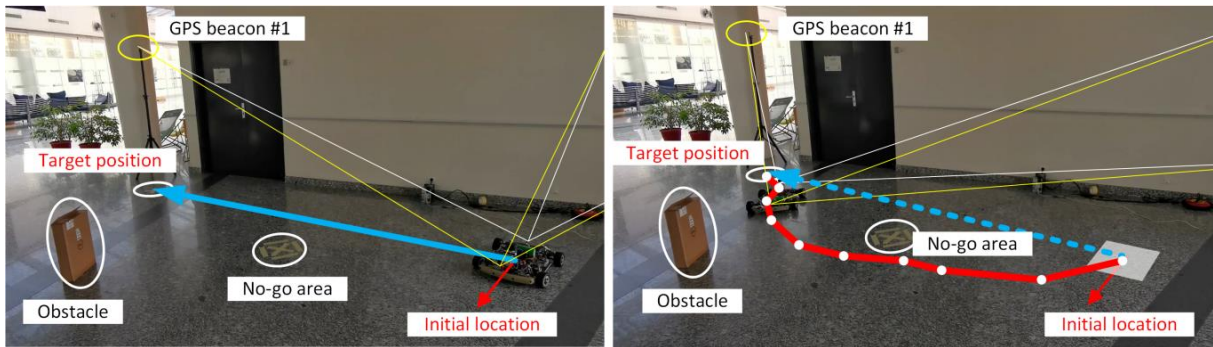 GPS beacon #1
Target position
No-go area
Obstacle
Initial location
GPS beacon #1
Target position
No-go area
Obstacle
Initial location